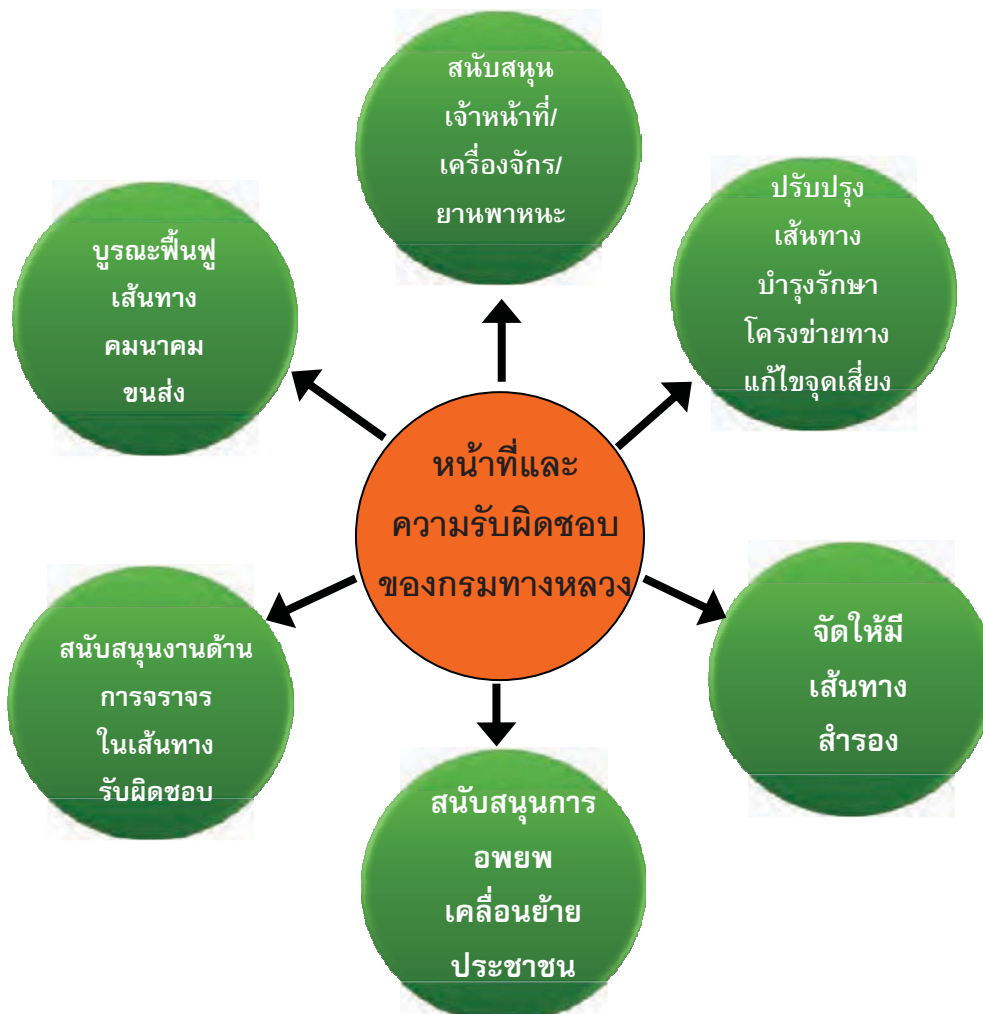 สนับสนุน
เจ้าหน้าที่/
เครื่องจักร/
ยานพาหนะ
ปรับปรุง
เส้นทาง
บำรุงรักษา
โครงข่ายทาง
แก้ไขจุดเสี่ยง
บูรณะฟื้นฟู
เส้นทาง
คมนาคม
ขนส่ง
หน้าที่และ
ความรับผิดชอบ
ของกรมทางหลวง
จัดให้มี
เส้นทาง
สำรอง
สนับสนุนงานด้าน
การจราจร
ในเส้นทาง
รับผิดชอบ
สนับสนุนการ
อพยพ
เคลื่อนย้าย
ประชาชน